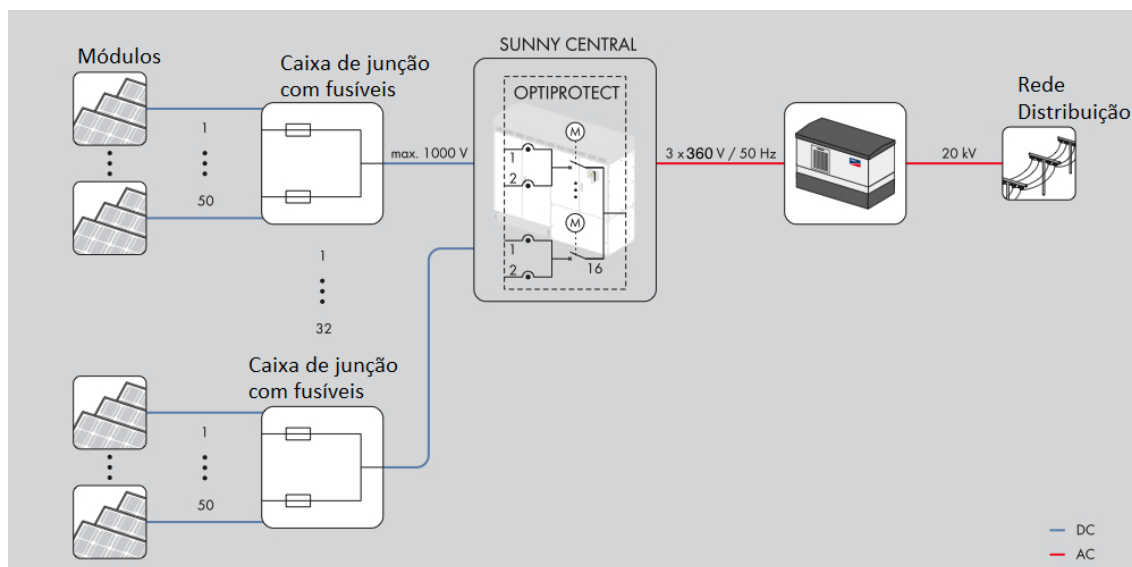 Módulos
Caixa de junção
com fusíveis
1
50
max. 1000 V
SUNNY CENTRAL
OPTIPROTECT
M
1
2
1
M
1
2
16
3 x 360 V / 50 Hz
20 kV
Rede
Distribuição
1
32
Caixa de junção
com fusíveis
1
50
DC
AC